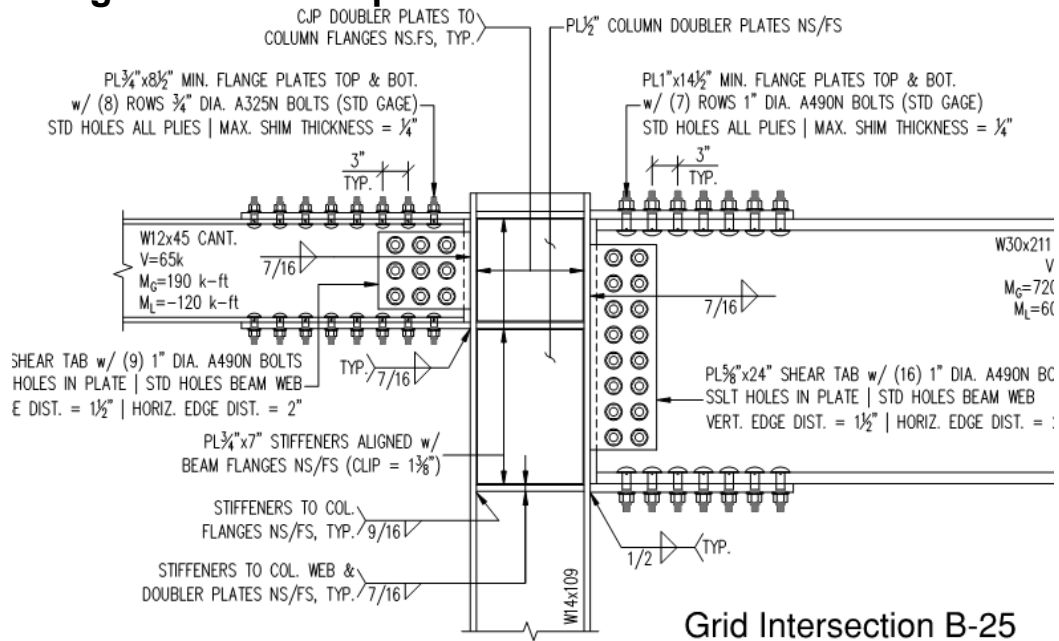 CJP DOUBLER PLATES TO
COLUMN FLANGES NS.FS, TYP.
PL½" COLUMN DOUBLER PLATES NS/FS
PL¾"x8½" MIN. FLANGE PLATES TOP & BOT.
w/ (8) ROWS ¾" DIA. A325N BOLTS (STD GAGE)
STD HOLES ALL PLIES | MAX. SHIM THICKNESS = ¼"
PL1"x14½" MIN. FLANGE PLATES TOP & BOT.
w/ (7) ROWS 1" DIA. A490N BOLTS (STD GAGE)
STD HOLES ALL PLIES | MAX. SHIM THICKNESS = ¼"
3"
TYP.
3"
TYP.
W12x45 CANT.
V=65k
M_G=190 k-ft
M_L=-120 k-ft
7/16
W30x211
V
M_G=720
M_L=60
7/16
SHEAR TAB w/ (9) 1" DIA. A490N BOLTS
HOLES IN PLATE | STD HOLES BEAM WEB
E DIST. = 1½" | HORIZ. EDGE DIST. = 2"
TYP.
7/16
PL⅝"x24" SHEAR TAB w/ (16) 1" DIA. A490N BO
SSLT HOLES IN PLATE | STD HOLES BEAM WEB
VERT. EDGE DIST. = 1½" | HORIZ. EDGE DIST. =
PL¾"x7" STIFFENERS ALIGNED w/
BEAM FLANGES NS/FS (CLIP = 1⅜")
STIFFENERS TO COL.
FLANGES NS/FS, TYP.
9/16
1/2
TYP.
STIFFENERS TO COL. WEB &
DOUBLER PLATES NS/FS, TYP.
7/16
W14x109
Grid Intersection B-25